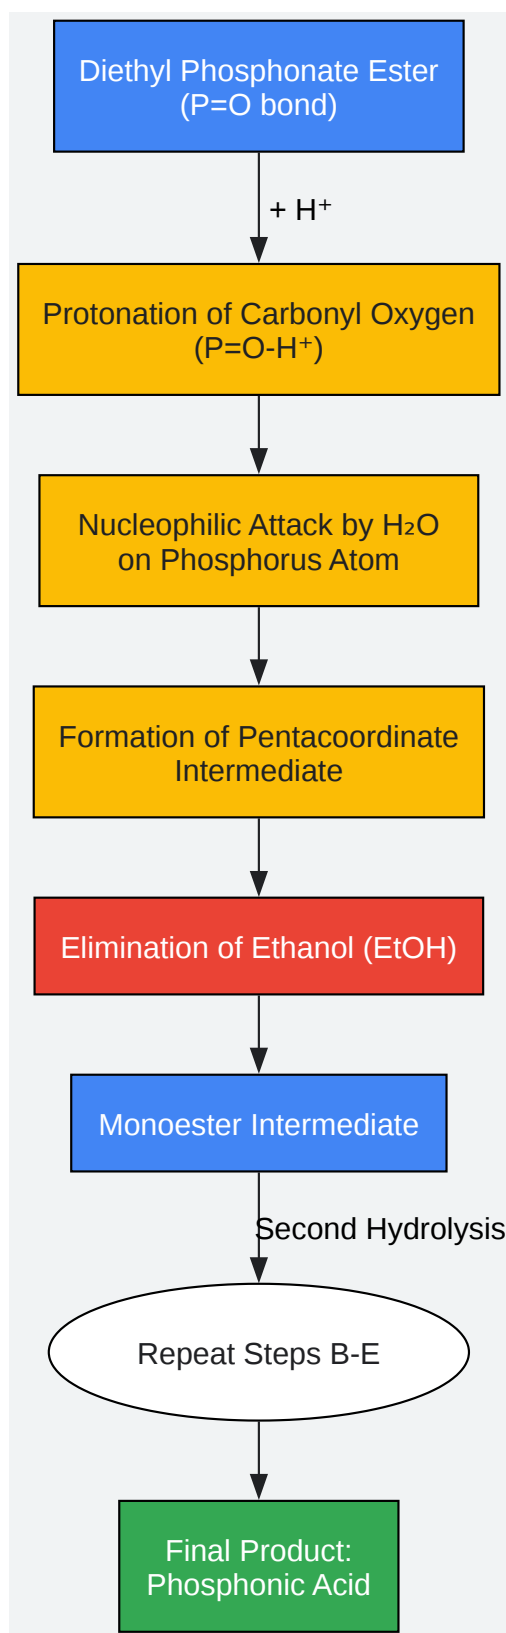 Diethyl Phosphonate Ester
(P=O bond)
+ H⁺
Protonation of Carbonyl Oxygen
(P=O-H⁺)
Nucleophilic Attack by H₂O
on Phosphorus Atom
Formation of Pentacoordinate
Intermediate
Elimination of Ethanol (EtOH)
Monoester Intermediate
Second Hydrolysis
Repeat Steps B-E
Final Product:
Phosphonic Acid